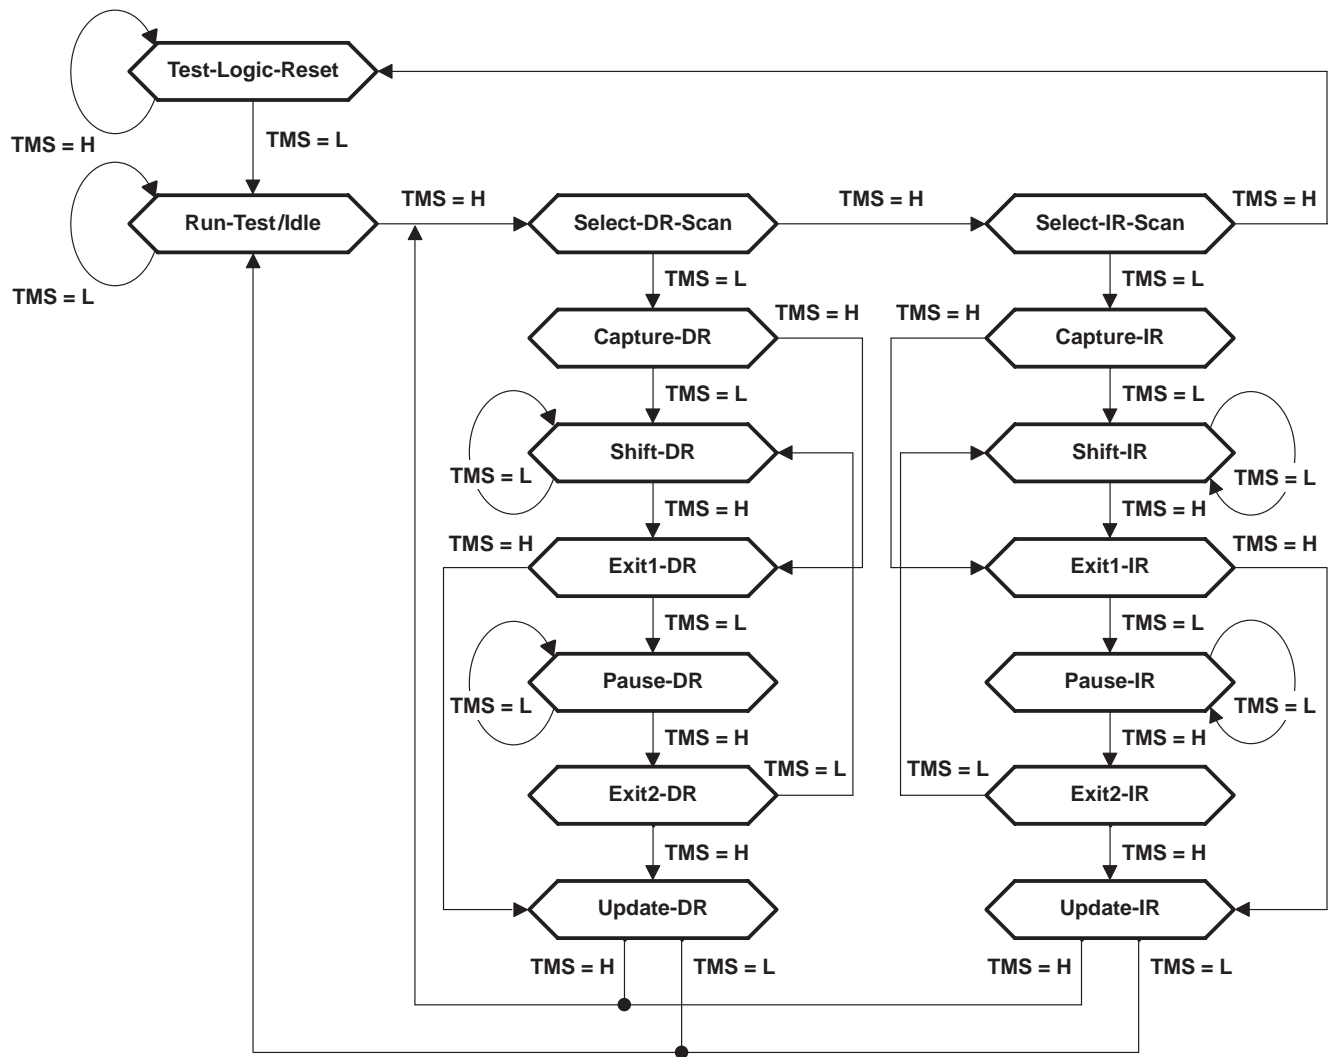 Test-Logic-Reset
TMS = H
TMS = L
Run-Test/Idle
TMS = L
TMS = H
Select-DR-Scan
TMS = H
Select-IR-Scan
TMS = H
TMS = L
TMS = L
Capture-DR
TMS = H
TMS = H
Capture-IR
TMS = L
TMS = L
Shift-DR
TMS = L
Shift-IR
TMS = L
TMS = H
TMS = H
TMS = H
Exit1-DR
Exit1-IR
TMS = H
TMS = L
TMS = L
Pause-DR
TMS = L
Pause-IR
TMS = L
TMS = H
TMS = H
Exit2-DR
TMS = L
TMS = L
Exit2-IR
TMS = H
TMS = H
Update-DR
Update-IR
TMS = H
TMS = L
TMS = H
TMS = L